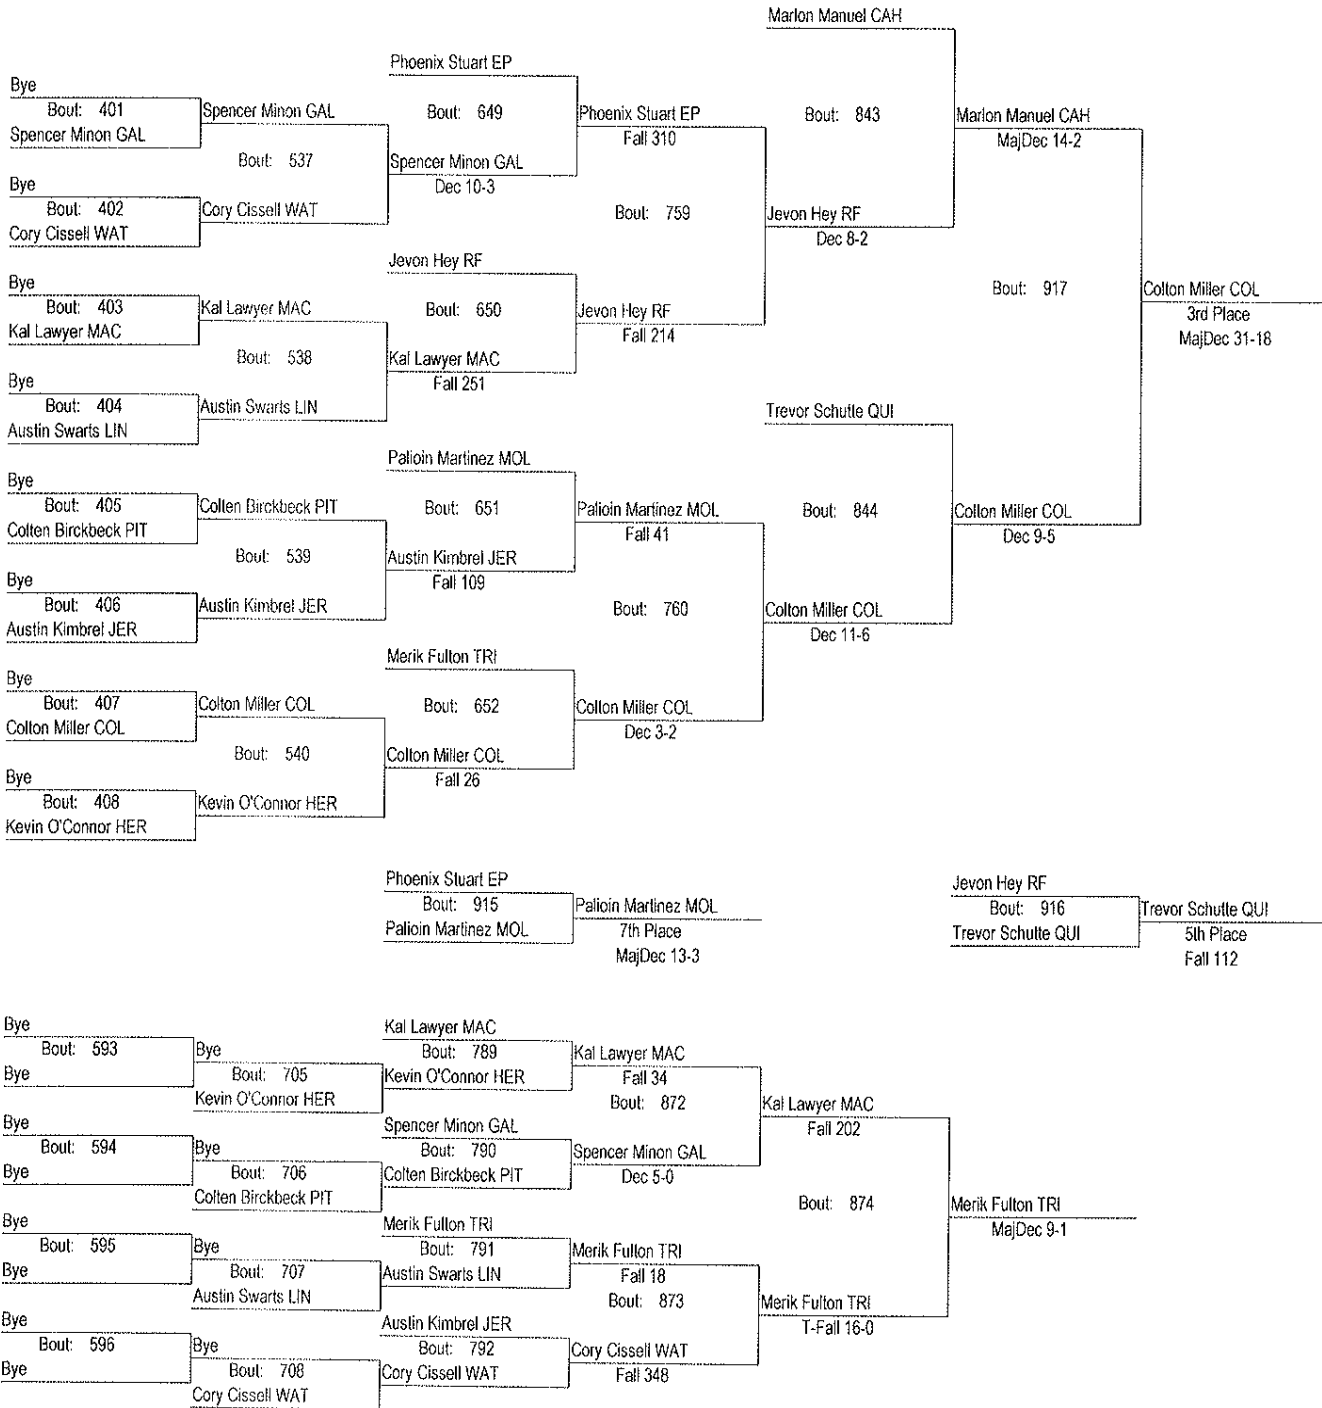 Marlon Manuel CAH
Phoenix Stuart EP
Bye
Bout: 401
Spencer Minon GAL
Spencer Minon GAL
Bout: 649
Phoenix Stuart EP
Fall 310
Bout: 843
Marlon Manuel CAH
MajDec 14-2
Bout: 537
Spencer Minon GAL
Dec 10-3
Bye
Bout: 402
Cory Cissell WAT
Cory Cissell WAT
Bout: 759
Jevon Hey RF
Dec 8-2
Jevon Hey RF
Bye
Bout: 403
Kal Lawyer MAC
Kal Lawyer MAC
Bout: 650
Jevon Hey RF
Fall 214
Bout: 917
Colton Miller COL
3rd Place
MajDec 31-18
Bout: 538
Kal Lawyer MAC
Fall 251
Bye
Bout: 404
Austin Swarts LIN
Austin Swarts LIN
Trevor Schutte QUI
Palioin Martinez MOL
Bye
Bout: 405
Colten Birckbeck PIT
Colten Birckbeck PIT
Bout: 651
Palioin Martinez MOL
Fall 41
Bout: 844
Colton Miller COL
Dec 9-5
Bout: 539
Austin Kimbrel JER
Fall 109
Bye
Bout: 406
Austin Kimbrel JER
Austin Kimbrel JER
Bout: 760
Colton Miller COL
Dec 11-6
Merik Fulton TRI
Bye
Bout: 407
Colton Miller COL
Colton Miller COL
Bout: 652
Colton Miller COL
Dec 3-2
Bout: 540
Colton Miller COL
Fall 26
Bye
Bout: 408
Kevin O'Connor HER
Kevin O'Connor HER
Phoenix Stuart EP
Bout: 915
Palioin Martinez MOL
Palioin Martinez MOL
7th Place
MajDec 13-3
Jevon Hey RF
Bout: 916
Trevor Schutte QUI
Trevor Schutte QUI
5th Place
Fall 112
Bye
Bout: 593
Bye
Bye
Bout: 705
Kevin O'Connor HER
Kal Lawyer MAC
Bout: 789
Kevin O'Connor HER
Kal Lawyer MAC
Fall 34
Bout: 872
Kal Lawyer MAC
Fall 202
Bye
Bout: 594
Bye
Bye
Bout: 706
Colten Birckbeck PIT
Spencer Minon GAL
Bout: 790
Colten Birckbeck PIT
Spencer Minon GAL
Dec 5-0
Bout: 874
Merik Fulton TRI
MajDec 9-1
Bye
Bout: 595
Bye
Bye
Bout: 707
Austin Swarts LIN
Merik Fulton TRI
Bout: 791
Austin Swarts LIN
Merik Fulton TRI
Fall 18
Bout: 873
Merik Fulton TRI
T-Fall 16-0
Bye
Bout: 596
Bye
Bye
Bout: 708
Cory Cissell WAT
Austin Kimbrel JER
Bout: 792
Cory Cissell WAT
Cory Cissell WAT
Fall 348